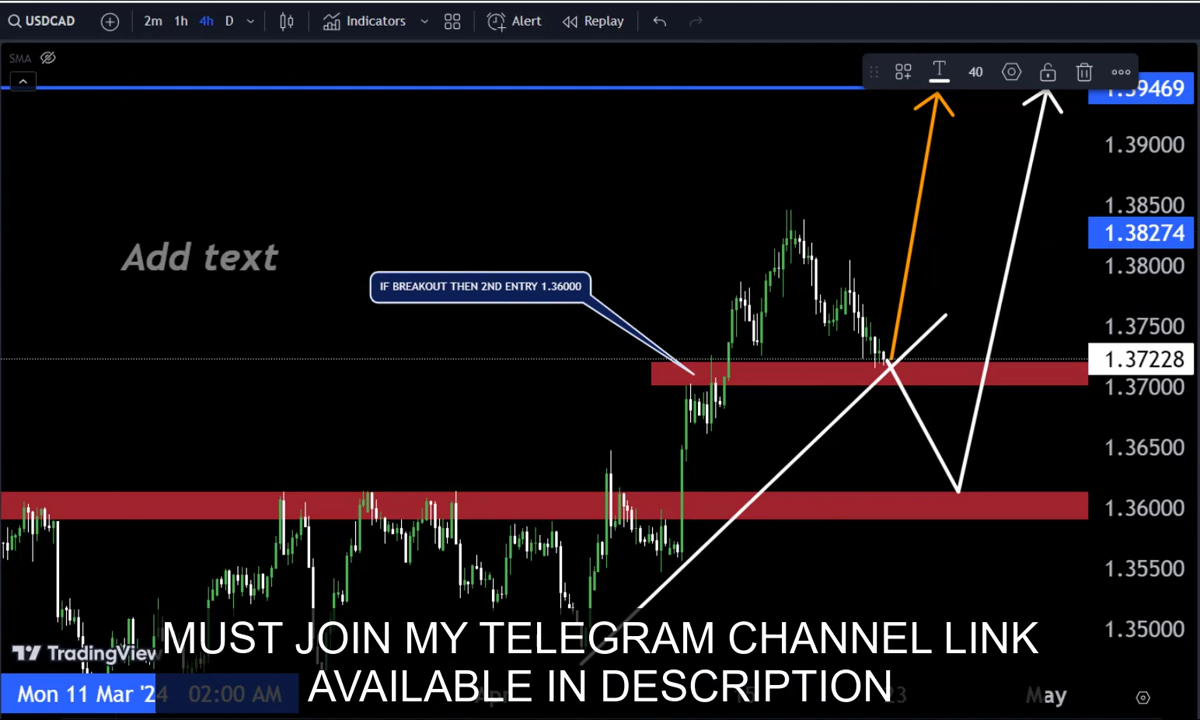 USDCAD 2m 1h 4h D Indicators Alert Replay
SMA
T 40
1.39469
1.39000
1.38500
1.38274
1.38000
1.37500
1.37228
1.37000
1.36500
1.36000
1.35500
1.35000
Add text
IF BREAKOUT THEN 2ND ENTRY 1.36000
MUST JOIN MY TELEGRAM CHANNEL LINK
AVAILABLE IN DESCRIPTION
TradingView
Mon 11 Mar '24 02:00 AM 15 23 May